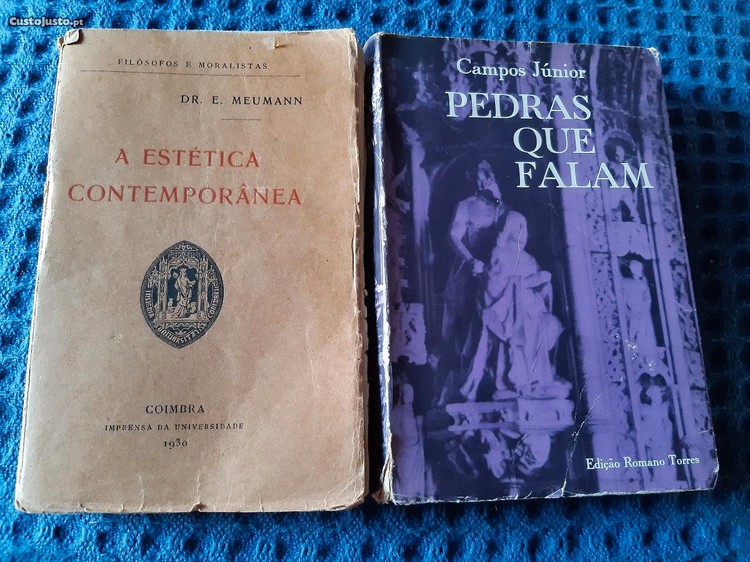 CustoJusto.pt
FILÓSOFOS E MORALISTAS
DR. E. MEUMANN
A ESTÉTICA
CONTEMPORÂNEA
COIMBRA
IMPRENSA DA UNIVERSIDADE
1930
Campos Júnior
PEDRAS
QUE
FALAM
Edição Romano Torres